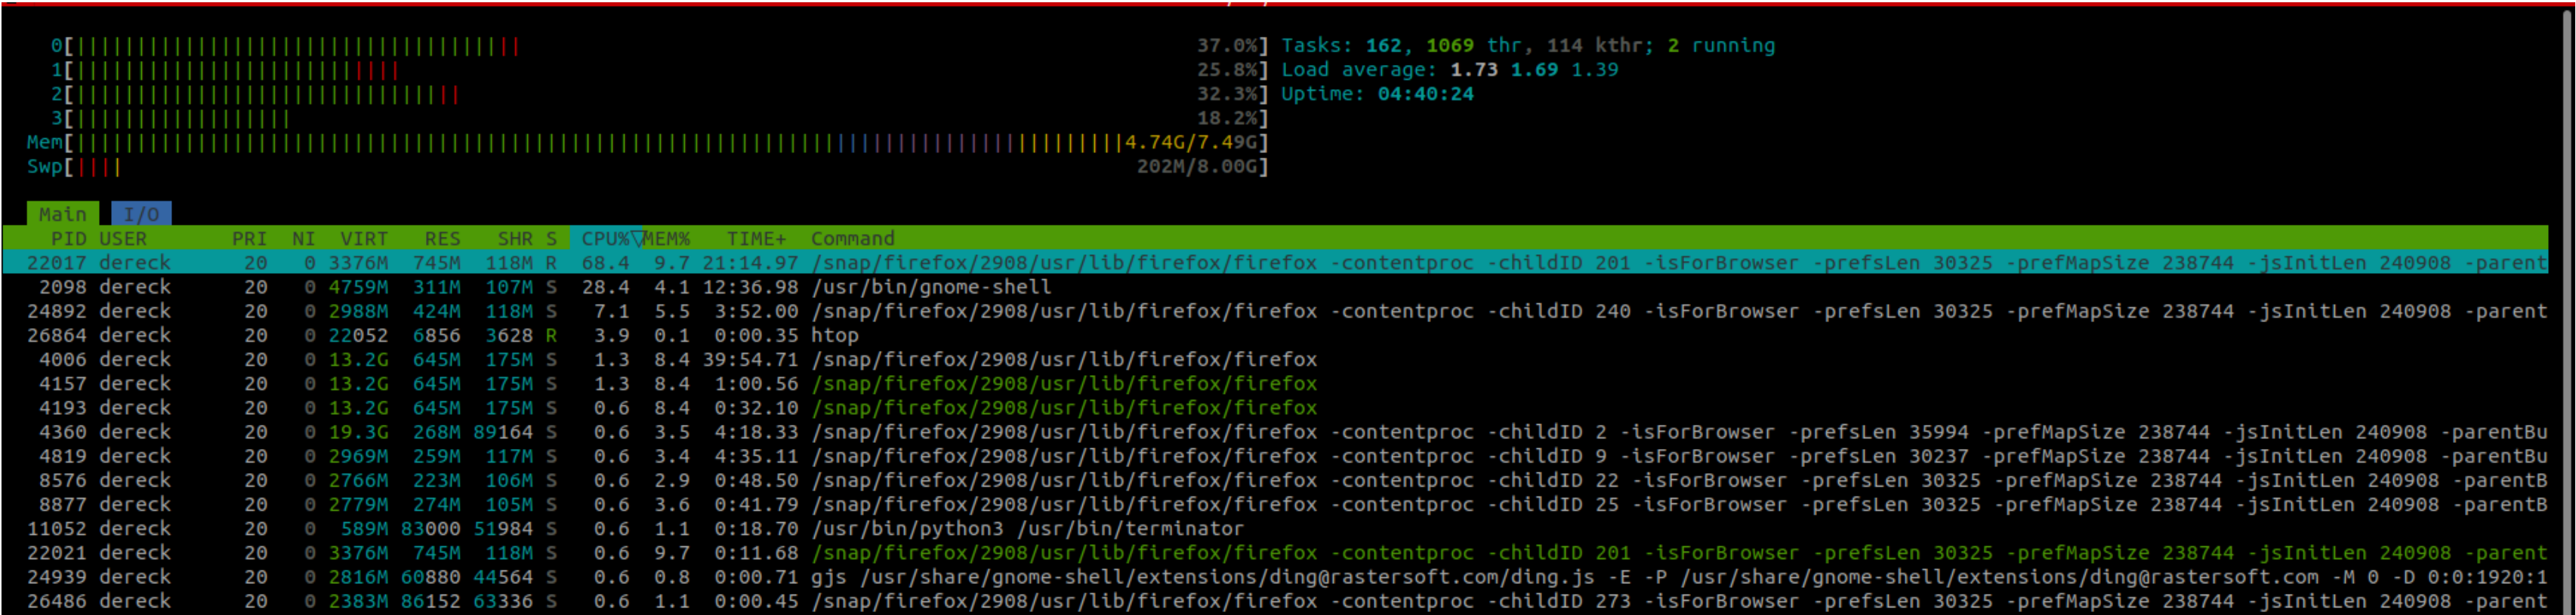 0[ 37.0%] Tasks: 162, 1069 thr, 114 kthr; 2 running
1[ 25.8%] Load average: 1.73 1.69 1.39
2[ 32.3%] Uptime: 04:40:24
3[ 18.2%]
Mem[ 4.74G/7.49G]
Swp[ 202M/8.00G]
Main I/O
PID USER PRI NI VIRT RES SHR S CPU%▽MEM% TIME+ Command
22017 dereck 20 0 3376M 745M 118M R 68.4 9.7 21:14.97 /snap/firefox/2908/usr/lib/firefox/firefox -contentproc -childID 201 -isForBrowser -prefsLen 30325 -prefMapSize 238744 -jsInitLen 240908 -parent
2098 dereck 20 0 4759M 311M 107M S 28.4 4.1 12:36.98 /usr/bin/gnome-shell
24892 dereck 20 0 2988M 424M 118M S 7.1 5.5 3:52.00 /snap/firefox/2908/usr/lib/firefox/firefox -contentproc -childID 240 -isForBrowser -prefsLen 30325 -prefMapSize 238744 -jsInitLen 240908 -parent
26864 dereck 20 0 22052 6856 3628 R 3.9 0.1 0:00.35 htop
4006 dereck 20 0 13.2G 645M 175M S 1.3 8.4 39:54.71 /snap/firefox/2908/usr/lib/firefox/firefox
4157 dereck 20 0 13.2G 645M 175M S 1.3 8.4 1:00.56 /snap/firefox/2908/usr/lib/firefox/firefox
4193 dereck 20 0 13.2G 645M 175M S 0.6 8.4 0:32.10 /snap/firefox/2908/usr/lib/firefox/firefox
4360 dereck 20 0 19.3G 268M 89164 S 0.6 3.5 4:18.33 /snap/firefox/2908/usr/lib/firefox/firefox -contentproc -childID 2 -isForBrowser -prefsLen 35994 -prefMapSize 238744 -jsInitLen 240908 -parentBu
4819 dereck 20 0 2969M 259M 117M S 0.6 3.4 4:35.11 /snap/firefox/2908/usr/lib/firefox/firefox -contentproc -childID 9 -isForBrowser -prefsLen 30237 -prefMapSize 238744 -jsInitLen 240908 -parentBu
8576 dereck 20 0 2766M 223M 106M S 0.6 2.9 0:48.50 /snap/firefox/2908/usr/lib/firefox/firefox -contentproc -childID 22 -isForBrowser -prefsLen 30325 -prefMapSize 238744 -jsInitLen 240908 -parentB
8877 dereck 20 0 2779M 274M 105M S 0.6 3.6 0:41.79 /snap/firefox/2908/usr/lib/firefox/firefox -contentproc -childID 25 -isForBrowser -prefsLen 30325 -prefMapSize 238744 -jsInitLen 240908 -parentB
11052 dereck 20 0 589M 83000 51984 S 0.6 1.1 0:18.70 /usr/bin/python3 /usr/bin/terminator
22021 dereck 20 0 3376M 745M 118M S 0.6 9.7 0:11.68 /snap/firefox/2908/usr/lib/firefox/firefox -contentproc -childID 201 -isForBrowser -prefsLen 30325 -prefMapSize 238744 -jsInitLen 240908 -parent
24939 dereck 20 0 2816M 60880 44564 S 0.6 0.8 0:00.71 gjs /usr/share/gnome-shell/extensions/ding@rastersoft.com/ding.js -E -P /usr/share/gnome-shell/extensions/ding@rastersoft.com -M 0 -D 0:0:1920:1
26486 dereck 20 0 2383M 86152 63336 S 0.6 1.1 0:00.45 /snap/firefox/2908/usr/lib/firefox/firefox -contentproc -childID 273 -isForBrowser -prefsLen 30325 -prefMapSize 238744 -jsInitLen 240908 -parent